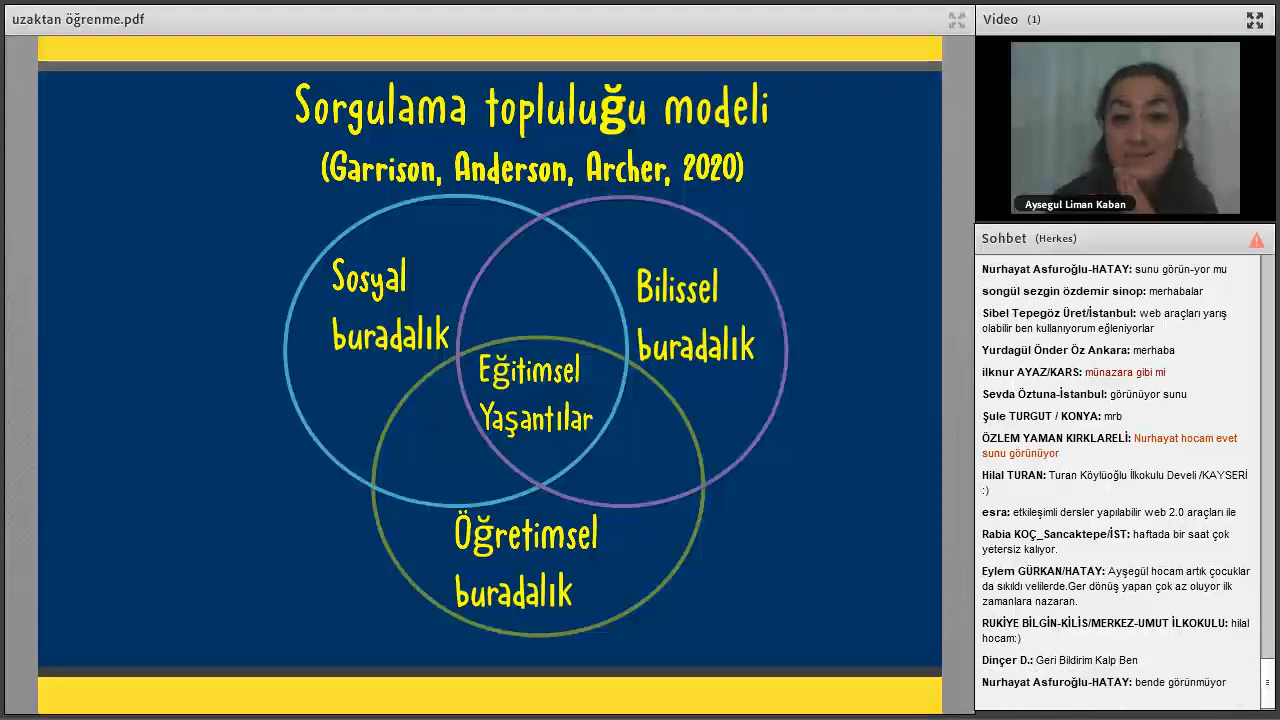 uzaktan öğrenme.pdf
Sorgulama topluluğu modeli
(Garrison, Anderson, Archer, 2020)
Sosyal
buradalık
Bilissel
buradalık
Eğitimsel
Yaşantılar
Öğretimsel
buradalık
Video (1)
Aysegul Liman Kaban
Sohbet (Herkes)
Nurhayat Asfuroğlu-HATAY: sunu görün-yor mu
songül sezgin özdemir sinop: merhabalar
Sibel Tepegöz Üret/İstanbul: web araçları yarış
olabilir ben kullanıyorum eğleniyorlar
Yurdagül Önder Öz Ankara: merhaba
ilknur AYAZ/KARS: münazara gibi mi
Sevda Öztuna-İstanbul: görünüyor sunu
Şule TURGUT / KONYA: mrb
ÖZLEM YAMAN KIRKLARELİ: Nurhayat hocam evet
sunu görünüyor
Hilal TURAN: Turan Köylüoğlu İlkokulu Develi /KAYSERİ
:)
esra: etkileşimli dersler yapılabilir web 2.0 araçları ile
Rabia KOÇ_Sancaktepe/İST: haftada bir saat çok
yetersiz kalıyor.
Eylem GÜRKAN/HATAY: Ayşegül hocam artık çocuklar
da sıkıldı velilerde.Ger dönüş yapan çok az oluyor ilk
zamanlara nazaran.
RUKİYE BİLGİN-KİLİS/MERKEZ-UMUT İLKOKULU: hilal
hocam:)
Dinçer D.: Geri Bildirim Kalp Ben
Nurhayat Asfuroğlu-HATAY: bende görünmüyor